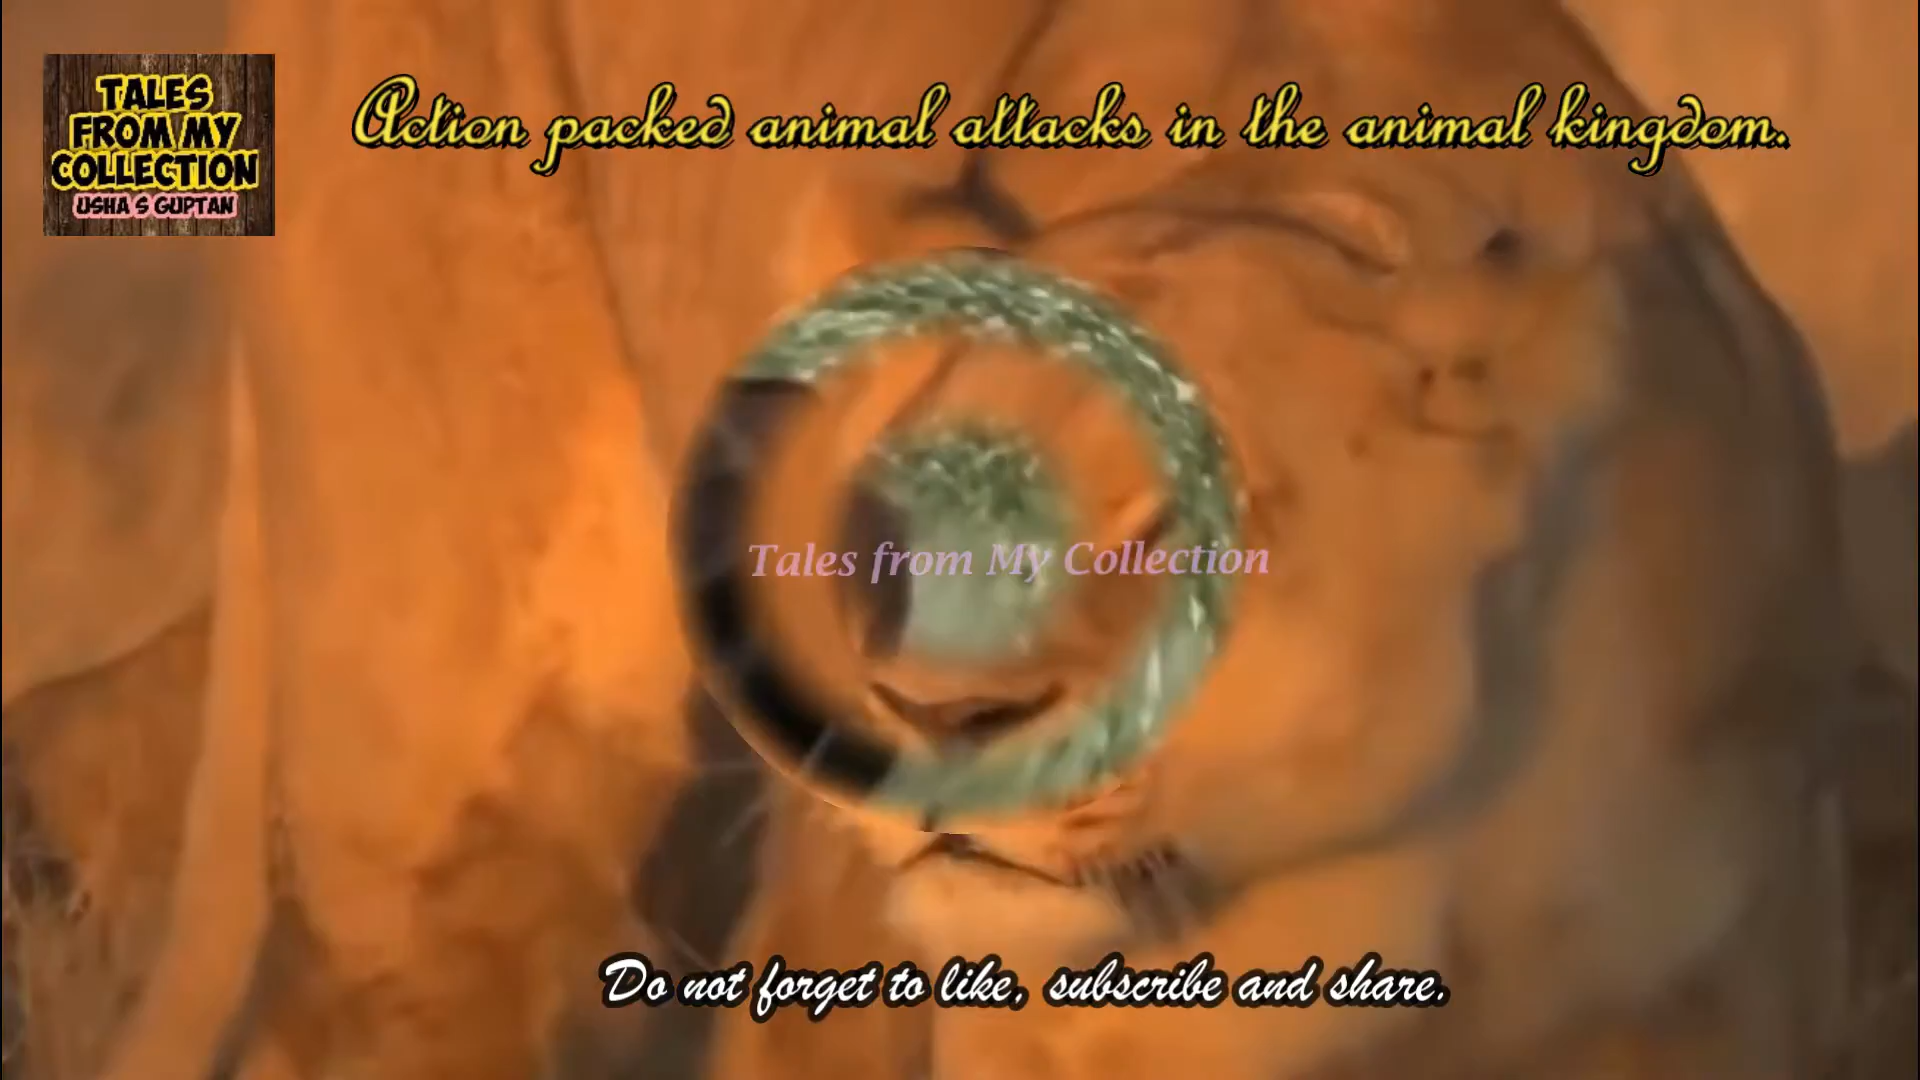 TALES
FROM MY
COLLECTION
USHA S GUPTAN
Action packed animal attacks in the animal kingdom.
Tales from My Collection
Do not forget to like, subscribe and share.